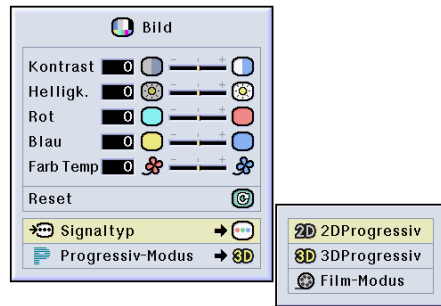 Bild
Kontrast 0
Helligk. 0
Rot 0
Blau 0
Farb Temp 0
Reset
Signaltyp
Progressiv-Modus 3D
2D 2DProgressiv
3D 3DProgressiv
Film-Modus